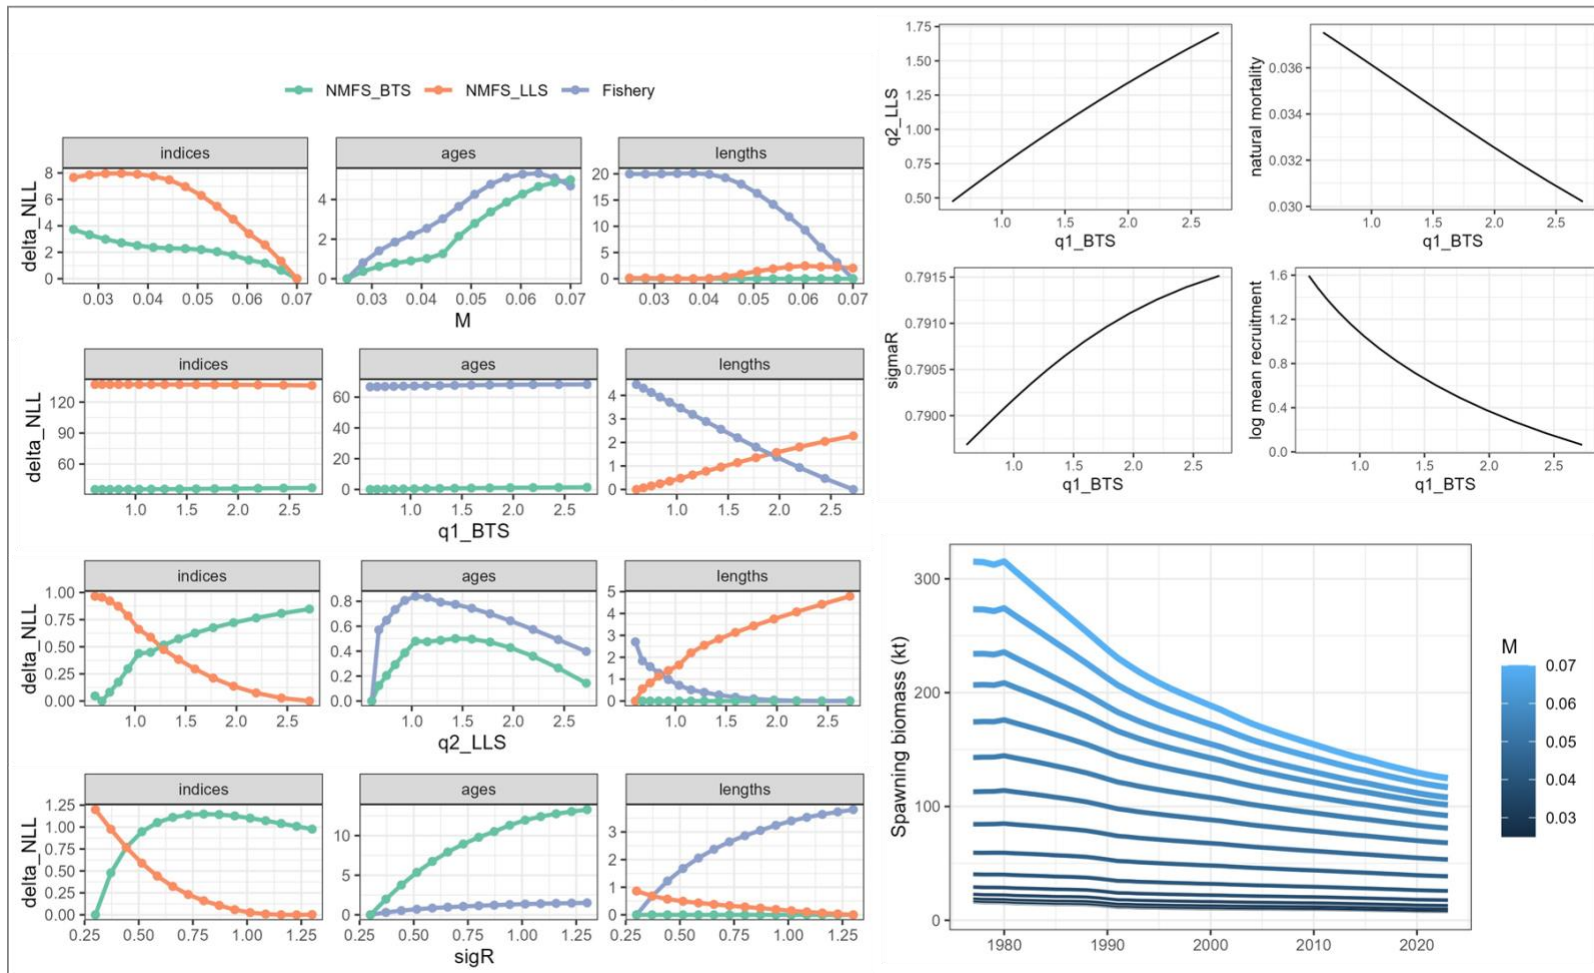 NMFS_BTS NMFS_LLS Fishery
indices ages lengths
delta_NLL
8
6
4
2
0
4
2
0
20
15
10
5
0
0.03 0.04 0.05 0.06 0.07
0.03 0.04 0.05 0.06 0.07
0.03 0.04 0.05 0.06 0.07
M
indices ages lengths
delta_NLL
120
90
60
60
40
20
0
4
3
2
1
0
1.0 1.5 2.0 2.5
1.0 1.5 2.0 2.5
1.0 1.5 2.0 2.5
q1_BTS
indices ages lengths
delta_NLL
1.00
0.75
0.50
0.25
0.00
0.8
0.6
0.4
0.2
0.0
5
4
3
2
1
0
1.0 1.5 2.0 2.5
1.0 1.5 2.0 2.5
1.0 1.5 2.0 2.5
q2_LLS
indices ages lengths
delta_NLL
1.25
1.00
0.75
0.50
0.25
0.00
10
5
0
3
2
1
0
0.25 0.50 0.75 1.00 1.25
0.25 0.50 0.75 1.00 1.25
0.25 0.50 0.75 1.00 1.25
sigR
q2_LLS
1.75
1.50
1.25
1.00
0.75
0.50
1.0 1.5 2.0 2.5
q1_BTS
natural mortality
0.036
0.034
0.032
0.030
1.0 1.5 2.0 2.5
q1_BTS
sigmaR
0.7915
0.7910
0.7905
0.7900
1.0 1.5 2.0 2.5
q1_BTS
log mean recruitment
1.6
1.2
0.8
0.4
0.0
1.0 1.5 2.0 2.5
q1_BTS
Spawning biomass (kt)
300
200
100
0
1980 1990 2000 2010 2020
M
0.07
0.06
0.05
0.04
0.03